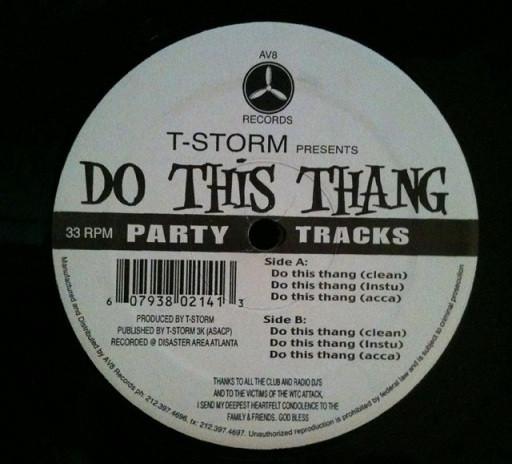 AV8
RECORDS
T-STORM PRESENTS
DO THIS THANG
33 RPM PARTY TRACKS
6 07938 02141 3
PRODUCED BY T-STORM
PUBLISHED BY T-STORM 3K (ASACP)
RECORDED @ DISASTER AREA ATLANTA
Side A:
Do this thang (clean)
Do this thang (Instu)
Do this thang (acca)
Side B:
Do this thang (clean)
Do this thang (Instu)
Do this thang (acca)
THANKS TO ALL THE CLUB AND RADIO DJ'S
AND TO THE VICTIMS OF THE WTC ATTACK,
I SEND MY DEEPEST HEARTFELT CONDOLENCE TO THE
FAMILY & FRIENDS.. GOD BLESS
Manufactured and Distributed by AV8 Records ph: 212.397.4696, fx: 212.397.4697. Unauthorized reproduction is prohibited by federal law and is subject to criminal prosecution